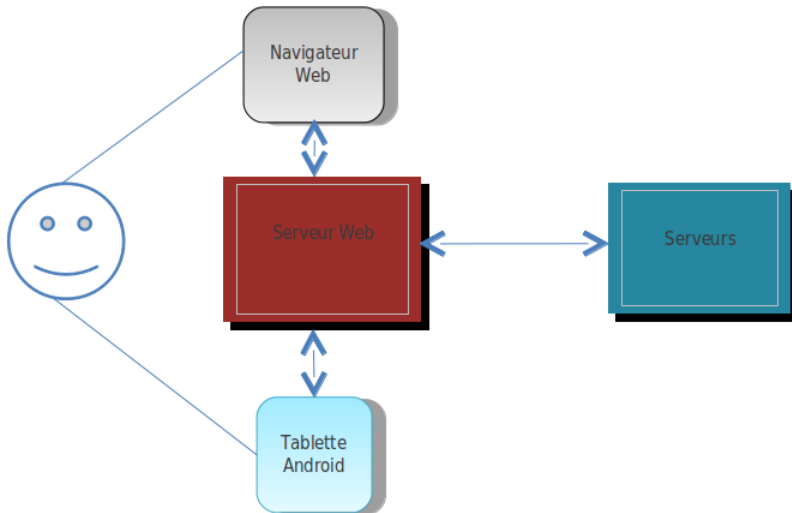 Navigateur
Web
Serveur Web
Serveurs
Tablette
Android